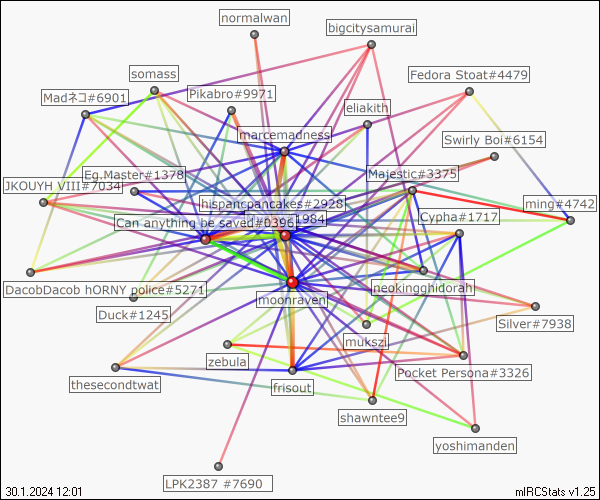 normalwan
bigcitysamurai
somass
Fedora Stoat#4479
Madネコ#6901
Pikabro#9971
eliakith
marcemadness
Swirly Boi#6154
Eg.Master#1378
Majestic#3375
JKOUYH VIII#7034
hispanicpancakes#2928
ming#4742
Can anything be saved#0396
1984
Cypha#1717
DacobDacob hORNY police#5271
neokingghidorah
moonraven
Duck#1245
Silver#7938
mukszi
zebula
Pocket Persona#3326
thesecondtwat
frisout
shawntee9
yoshimanden
LPK2387 #7690
30.1.2024 12:01
mIRCStats v1.25